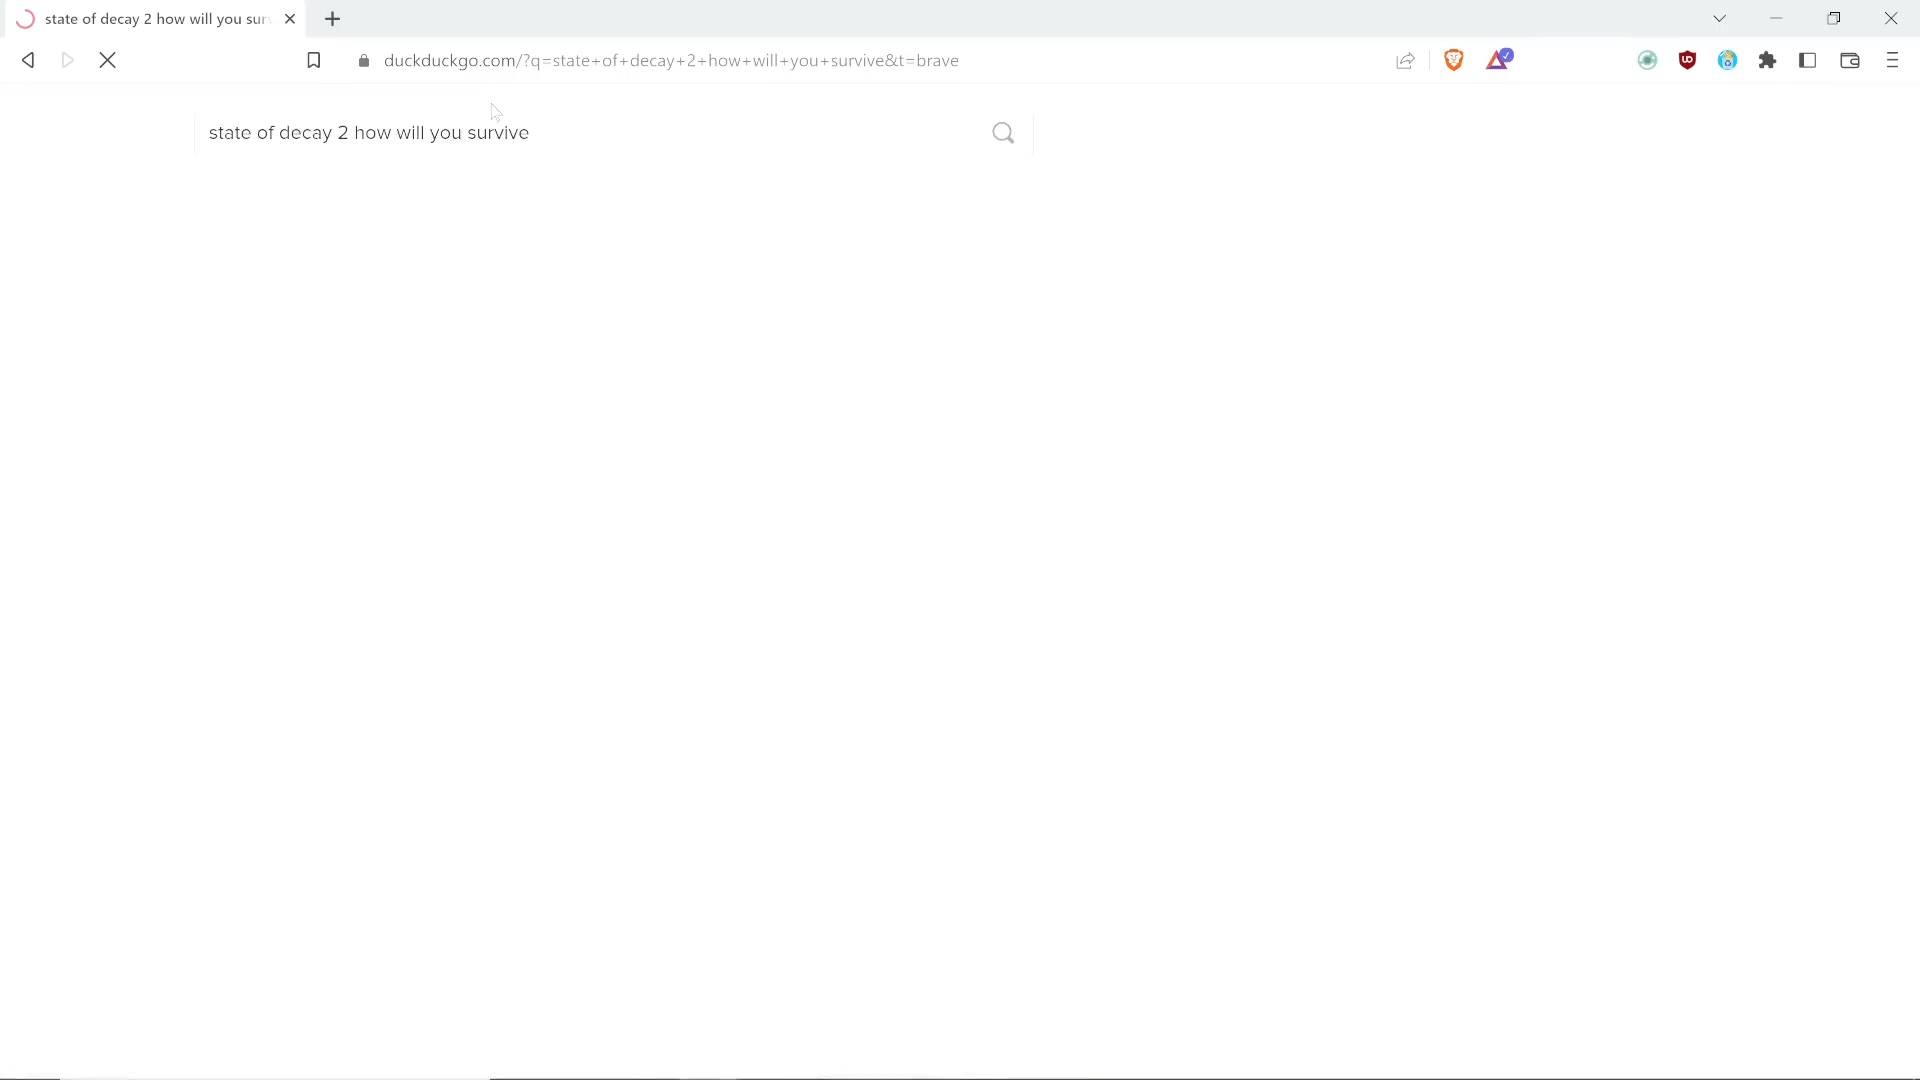 state of decay 2 how will you surv
duckduckgo.com/?q=state+of+decay+2+how+will+you+survive&t=brave
state of decay 2 how will you survive